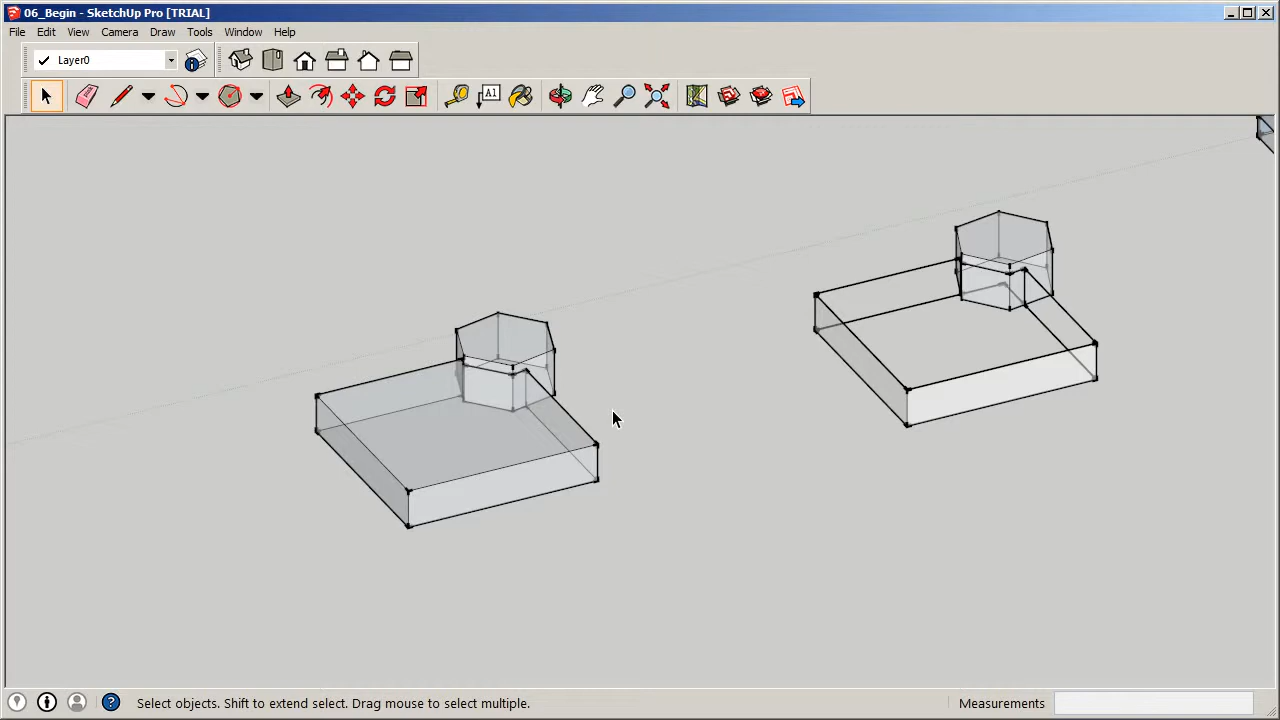 06_Begin - SketchUp Pro [TRIAL]
File Edit View Camera Draw Tools Window Help
Layer0
A1
Select objects. Shift to extend select. Drag mouse to select multiple.
Measurements